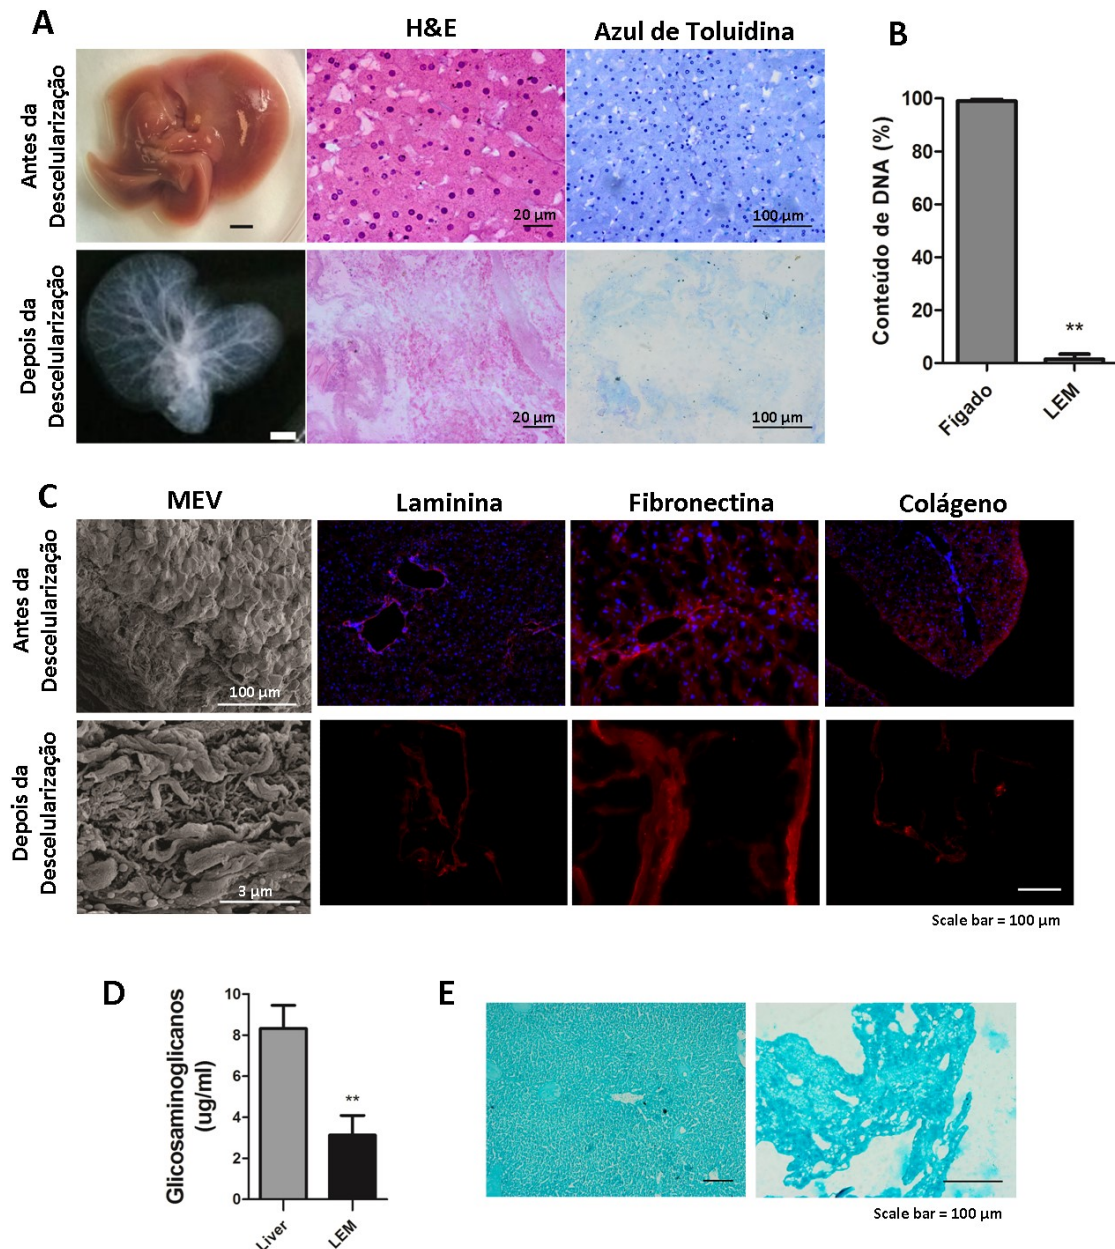 A
H&E
Azul de Toluidina
Antes da
Descelularização
20 µm
100 µm
Depois da
Descelularização
20 µm
100 µm
B
Conteúdo de DNA (%)
100
80
60
40
20
0
**
Fígado
LEM
C
MEV
Laminina
Fibronectina
Colágeno
Antes da
Descelularização
100 µm
Depois da
Descelularização
3 µm
Scale bar = 100 µm
D
Glicosaminoglicanos
(ug/ml)
10
8
6
4
2
0
**
Liver
LEM
E
Scale bar = 100 µm